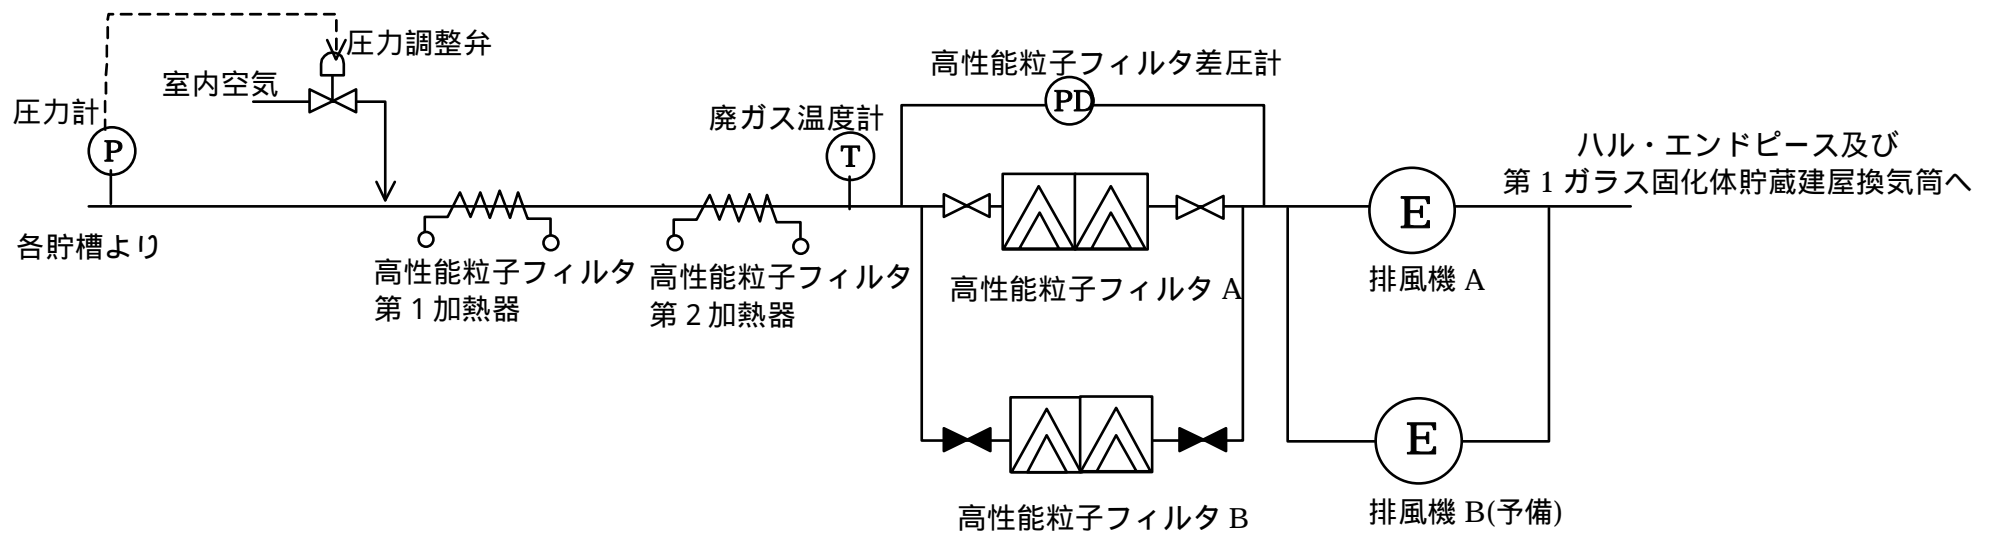 圧力調整弁
室内空気
圧力計
P
各貯槽より
高性能粒子フィルタ
第1加熱器
高性能粒子フィルタ
第2加熱器
廃ガス温度計
T
高性能粒子フィルタ差圧計
PD
高性能粒子フィルタ A
高性能粒子フィルタ B
E
排風機 A
E
排風機 B(予備)
ハル・エンドピース及び
第1ガラス固化体貯蔵建屋換気筒へ